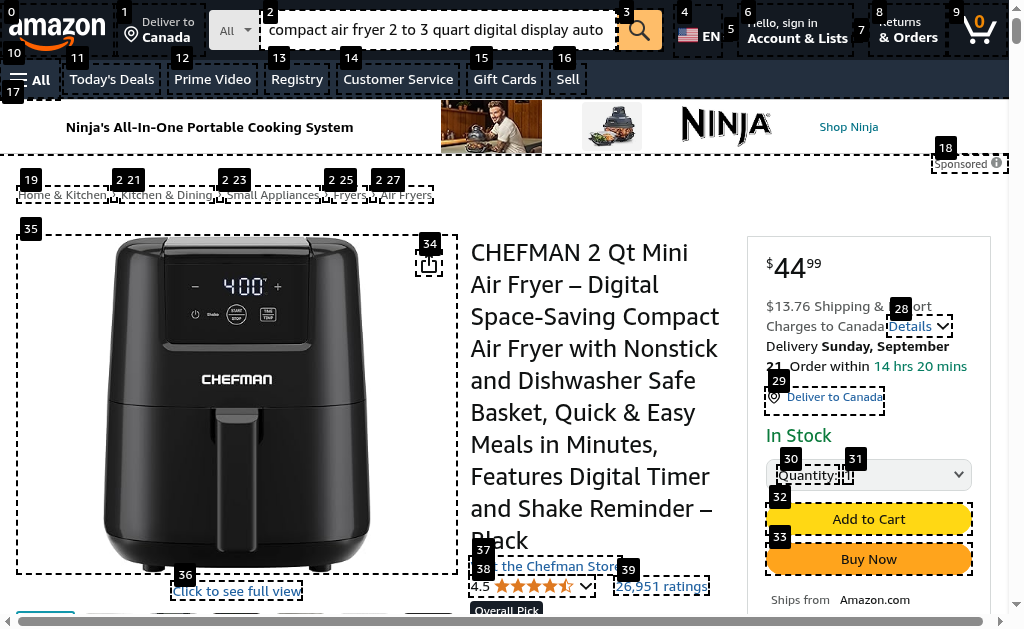 0 1 2 3 4 5 6 7 8 9
amazon
Deliver to
Canada
All
compact air fryer 2 to 3 quart digital display auto
EN
Hello, sign in
Account & Lists
Returns
& Orders
0
10 11 12 13 14 15 16
All
Today's Deals
Prime Video
Registry
Customer Service
Gift Cards
Sell
17
Ninja's All-In-One Portable Cooking System
NINJA
Shop Ninja
18
Sponsored
19 2 21 2 23 2 25 2 27
Home & Kitchen › Kitchen & Dining › Small Appliances › Fryers › Air Fryers
35
34
400°F
Shake
START
STOP
TIME
TEMP
CHEFMAN
36
Click to see full view
CHEFMAN 2 Qt Mini
Air Fryer – Digital
Space-Saving Compact
Air Fryer with Nonstick
and Dishwasher Safe
Basket, Quick & Easy
Meals in Minutes,
Features Digital Timer
and Shake Reminder –
Black
37
the Chefman Store
38 39
4.5
26,951 ratings
Overall Pick
$44.99
28
$13.76 Shipping & ort
Charges to Canada Details
Delivery Sunday, September
21. Order within 14 hrs 20 mins
29
Deliver to Canada
In Stock
30 31
Quantity: 1
32
Add to Cart
33
Buy Now
Ships from Amazon.com